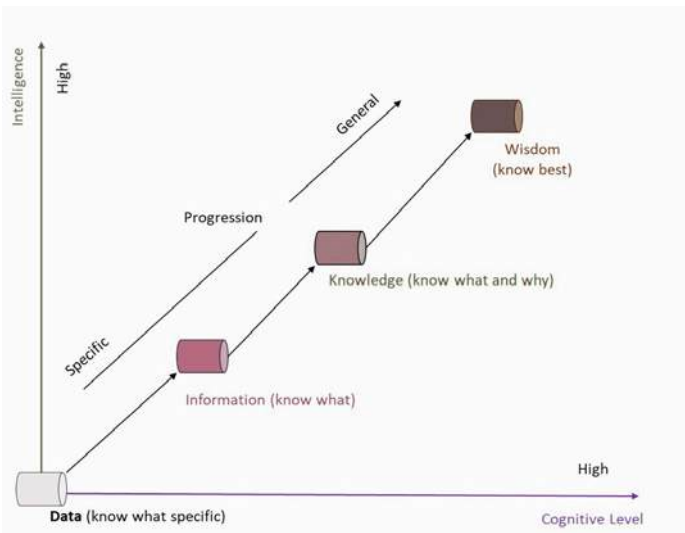 Intelligence
High
General
Wisdom
(know best)
Progression
Knowledge (know what and why)
Specific
Information (know what)
High
Data (know what specific)
Cognitive Level